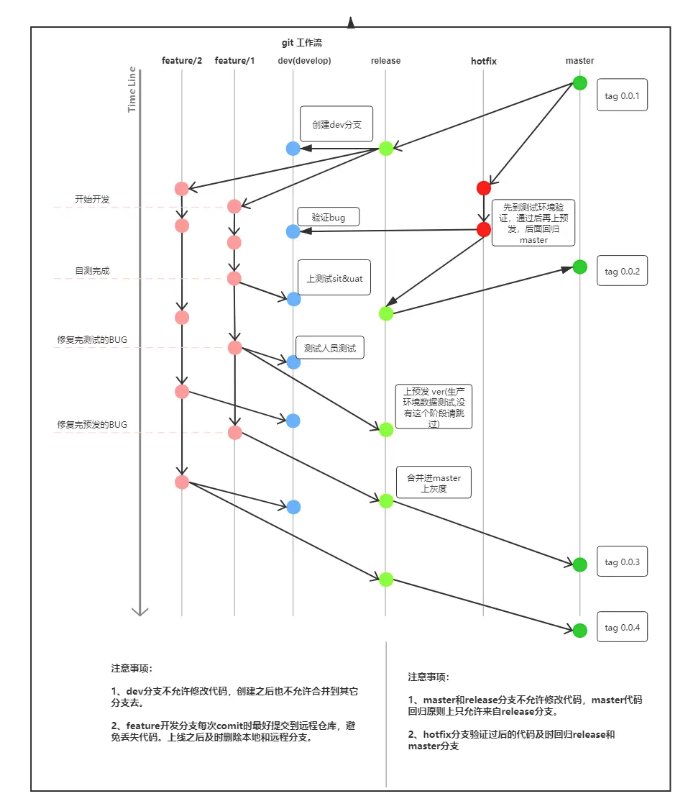 git 工作流
feature/2
feature/1
dev(develop)
release
hotfix
master
Time Line
tag 0.0.1
创建dev分支
开始开发
验证bug
先到测试环境验
证，通过后再上预
发，后面回归
master
自测完成
上测试sit&uat
tag 0.0.2
修复完测试的BUG
测试人员测试
上预发 ver(生产
环境数据测试,没
有这个阶段请跳
过)
修复完预发的BUG
合并进master
上灰度
tag 0.0.3
tag 0.0.4
注意事项：
1、dev分支不允许修改代码，创建之后也不允许合并到其它
分支去。
2、feature开发分支每次comit时最好提交到远程仓库，避
免丢失代码。上线之后及时删除本地和远程分支。
注意事项：
1、master和release分支不允许修改代码，master代码
回归原则上只允许来自release分支。
2、hotfix分支验证过后的代码及时回归release和
master分支